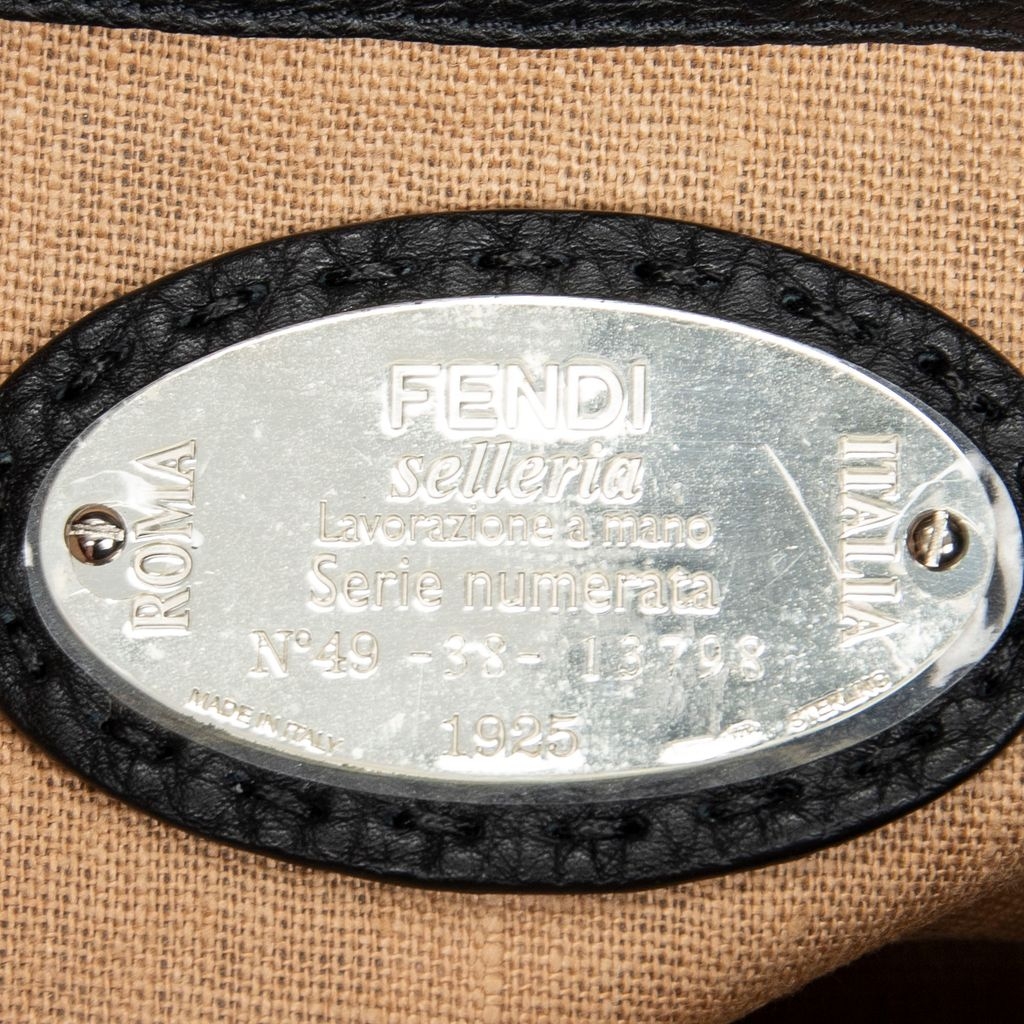 FENDI
selleria
Lavorazione a mano
Serie numerata
N°49 -38- 13798
1925
ROMA
ITALIA
MADE IN ITALY
STERLING